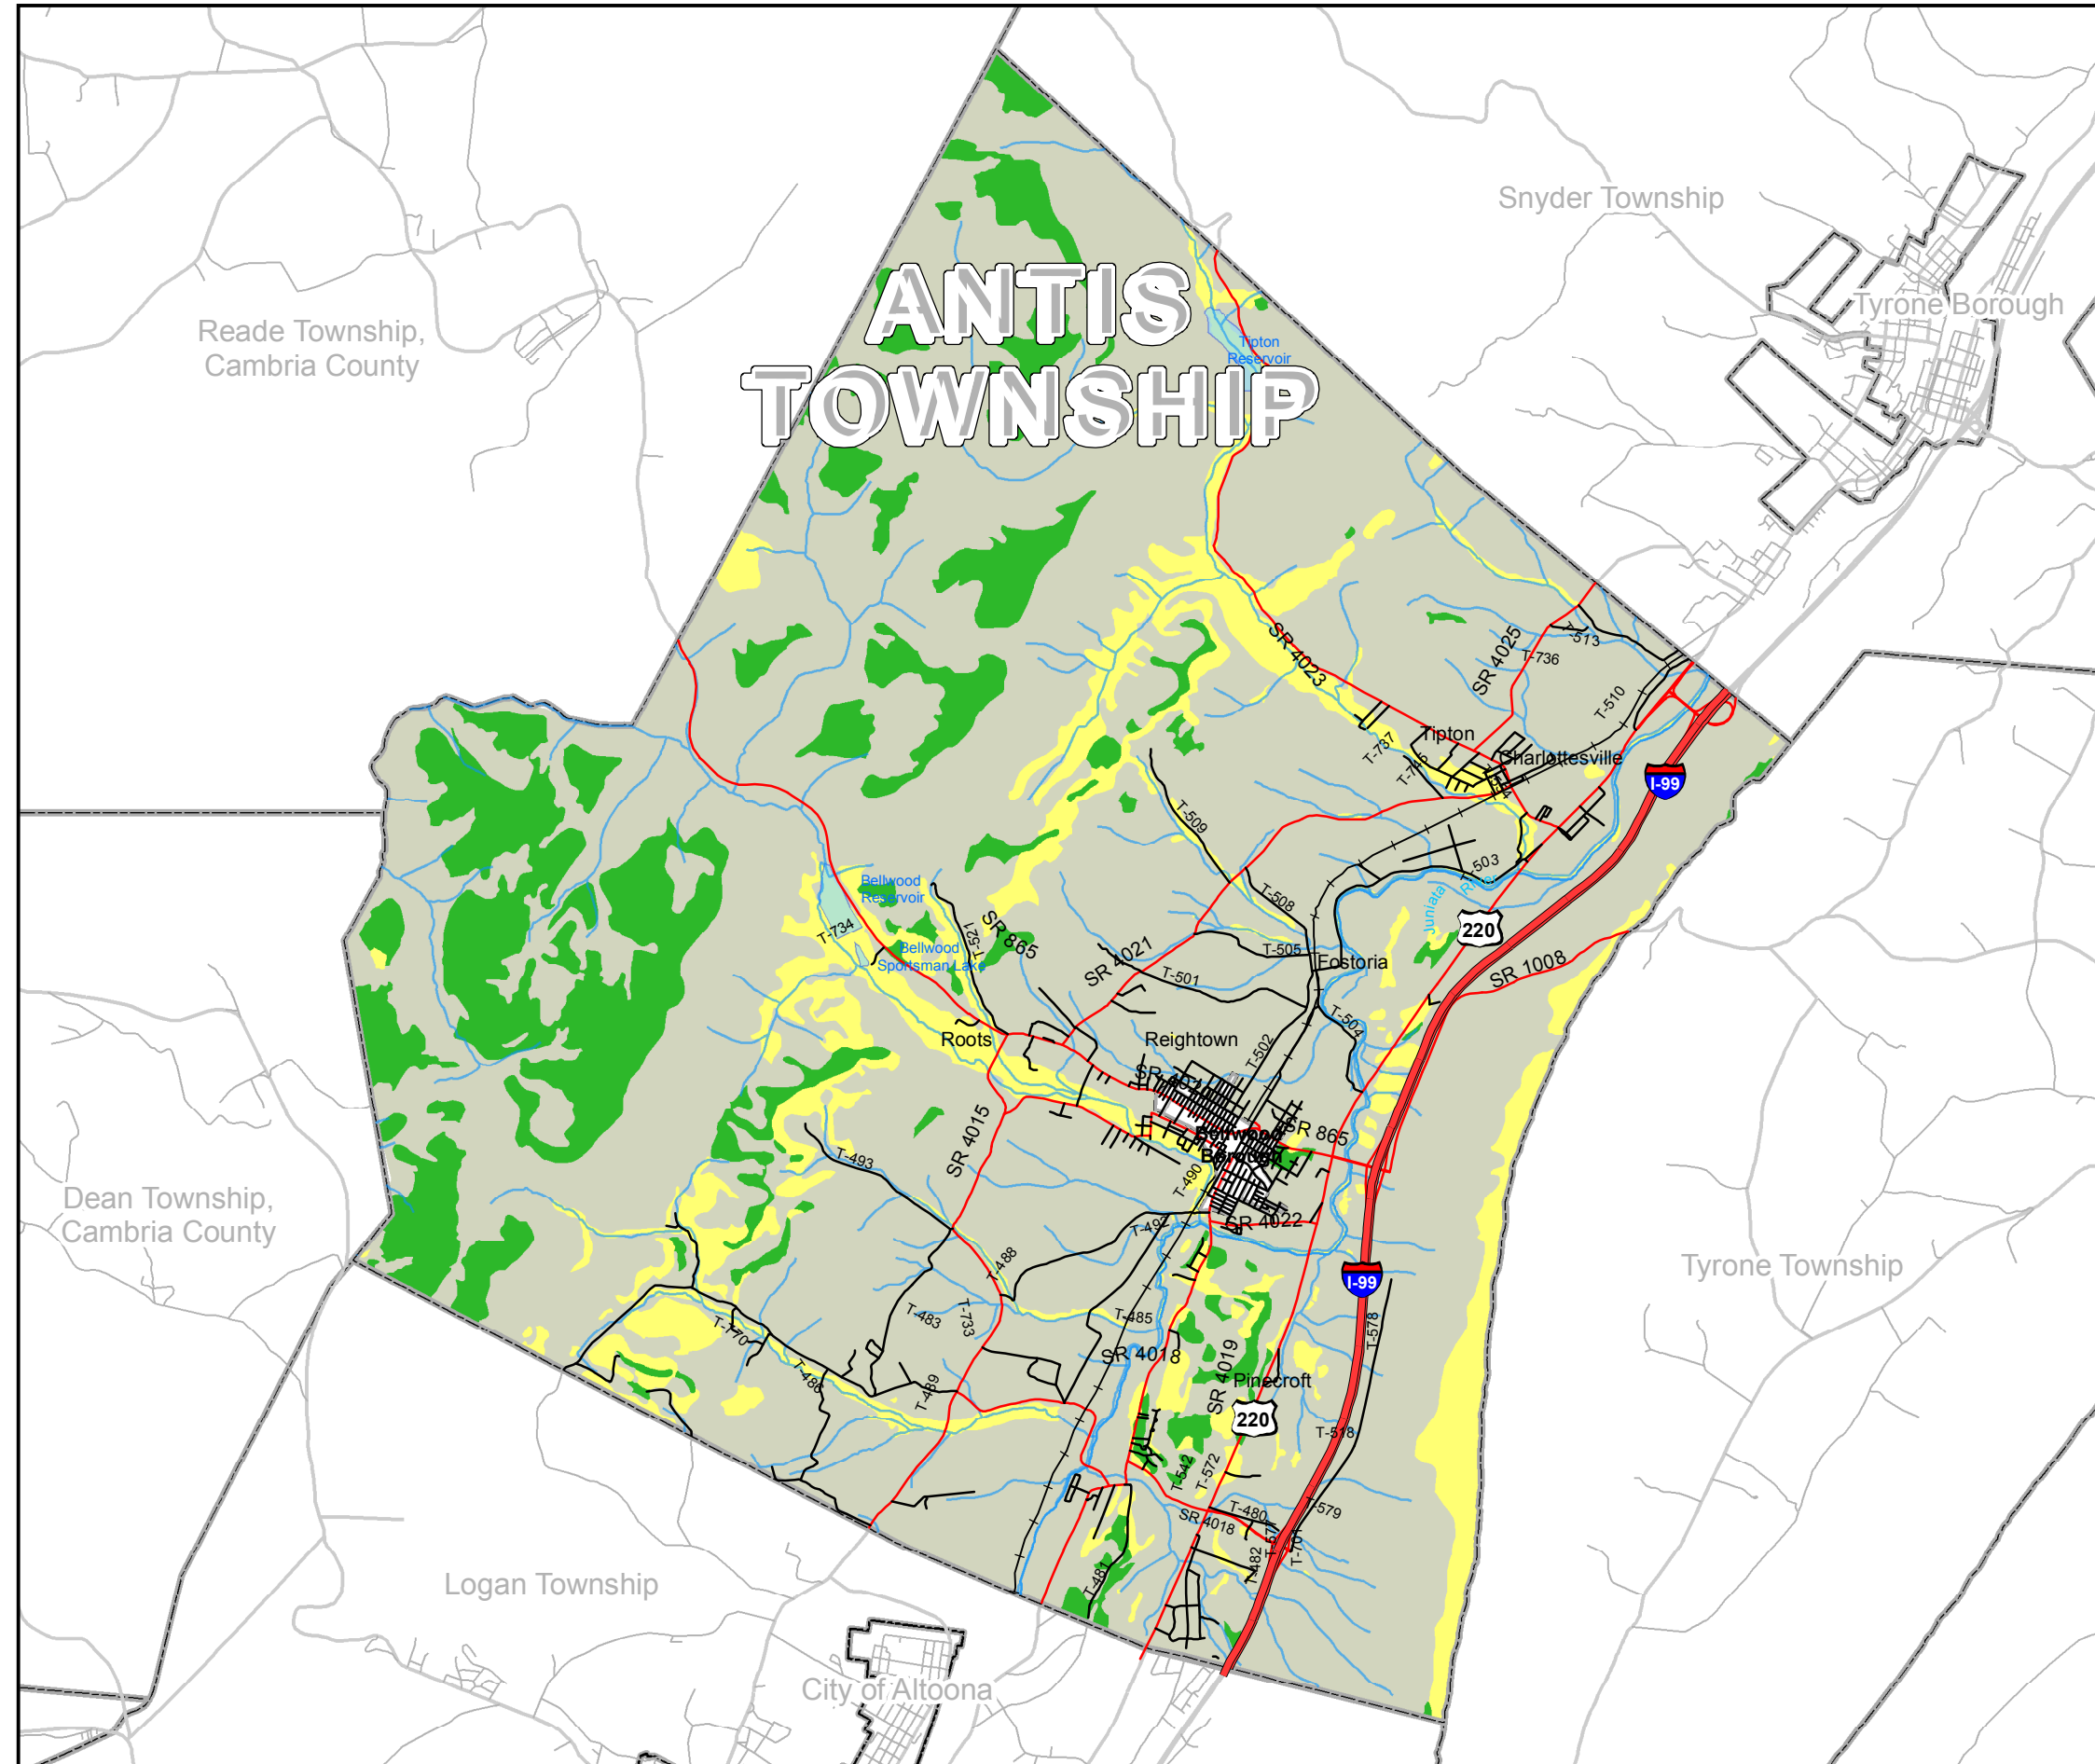 Snyder Township
Tyrone Borough
Reade Township,
Cambria County
ANTIS
TOWNSHIP
Tipton
Reservoir
SR 4023
SR 4025
T-513
T-736
T-510
Tipton
Charlottesville
T-737
T-745
I-99
T-509
T-503
Juniata
River
Bellwood
Reservoir
T-508
220
T-734
T-521
SR 865
Bellwood
Sportsman Lake
SR 4021
T-505
Fostoria
T-501
SR 1008
T-504
Roots
Reightown
T-502
SR 4015
SR 865
Bellwood
Borough
T-493
T-490
Dean Township,
Cambria County
T-492
SR 4022
Tyrone Township
T-488
I-99
T-483
T-733
T-485
T-578
T-770
SR 4018
SR 4019
T-486
T-489
Pinecroft
220
T-518
T-542
T-572
T-480
T-579
SR 4018
T-577
T-482
T-481
Logan Township
City of Altoona